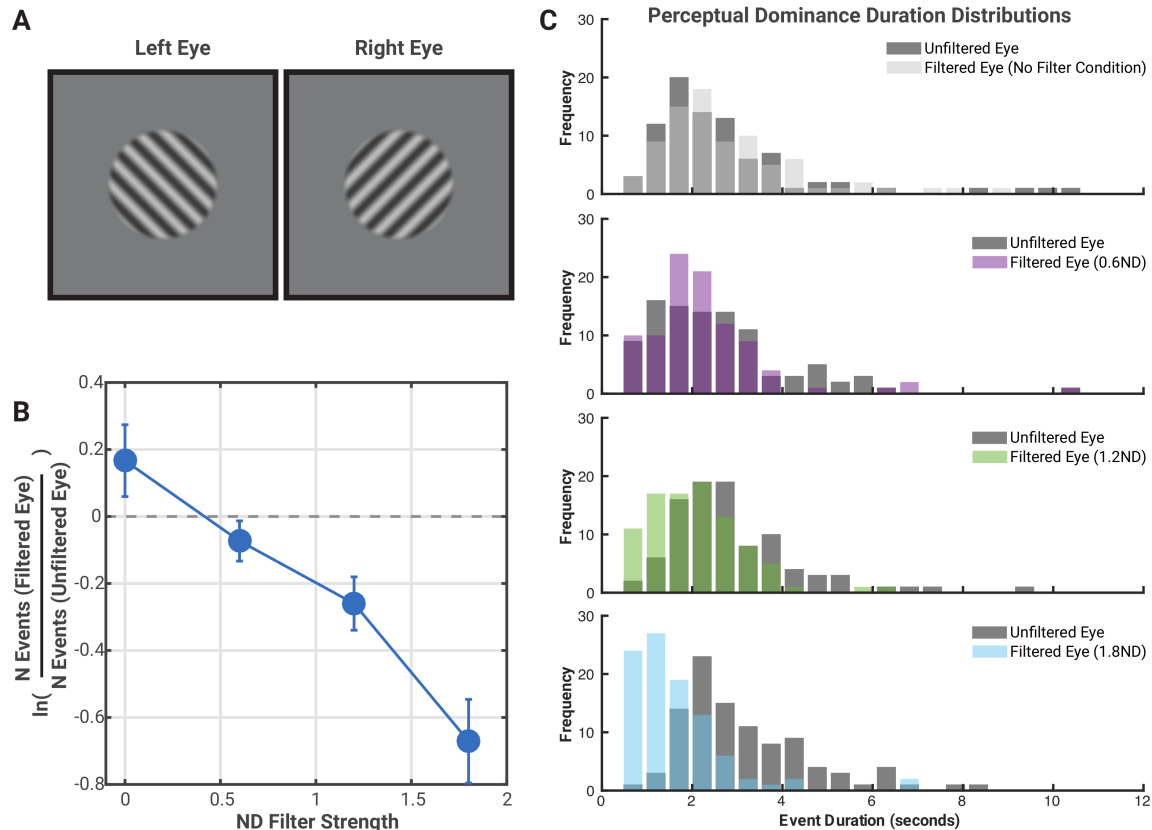 A
Left Eye
Right Eye
B
0.4
0.2
0
-0.2
-0.4
-0.6
-0.8
0
0.5
1
1.5
2
ln( N Events (Filtered Eye) )
N Events (Unfiltered Eye)
ND Filter Strength
C
Perceptual Dominance Duration Distributions
30
20
10
0
Frequency
Unfiltered Eye
Filtered Eye (No Filter Condition)
30
20
10
0
Frequency
Unfiltered Eye
Filtered Eye (0.6ND)
30
20
10
0
Frequency
Unfiltered Eye
Filtered Eye (1.2ND)
30
20
10
0
Frequency
Unfiltered Eye
Filtered Eye (1.8ND)
0
2
4
6
8
10
12
Event Duration (seconds)